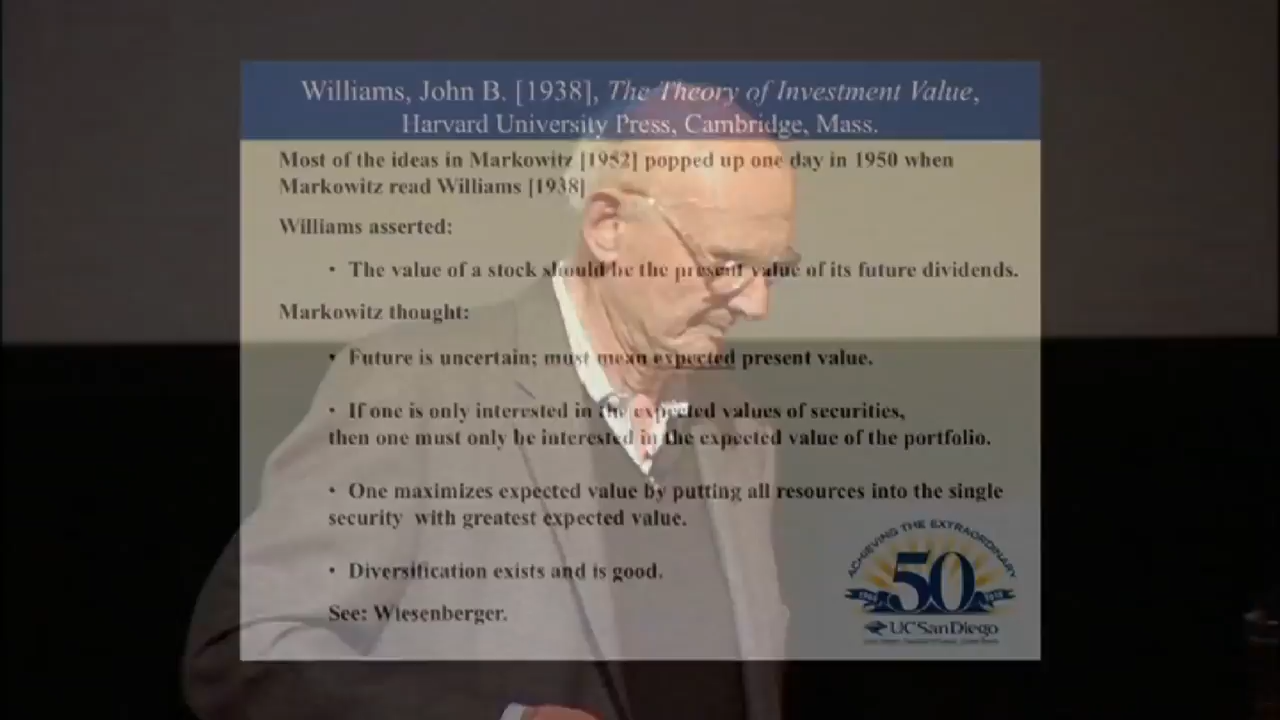 Williams, John B. [1938], The Theory of Investment Value,
Harvard University Press, Cambridge, Mass.
Most of the ideas in Markowitz [1952] popped up one day in 1950 when
Markowitz read Williams [1938]
Williams asserted:
• The value of a stock should be the present value of its future dividends.
Markowitz thought:
• Future is uncertain; must mean expected present value.
• If one is only interested in the expected values of securities,
then one must only be interested in the expected value of the portfolio.
• One maximizes expected value by putting all resources into the single
security with greatest expected value.
• Diversification exists and is good.
See: Wiesenberger.
ACHIEVING THE EXTRAORDINARY
50
UC San Diego